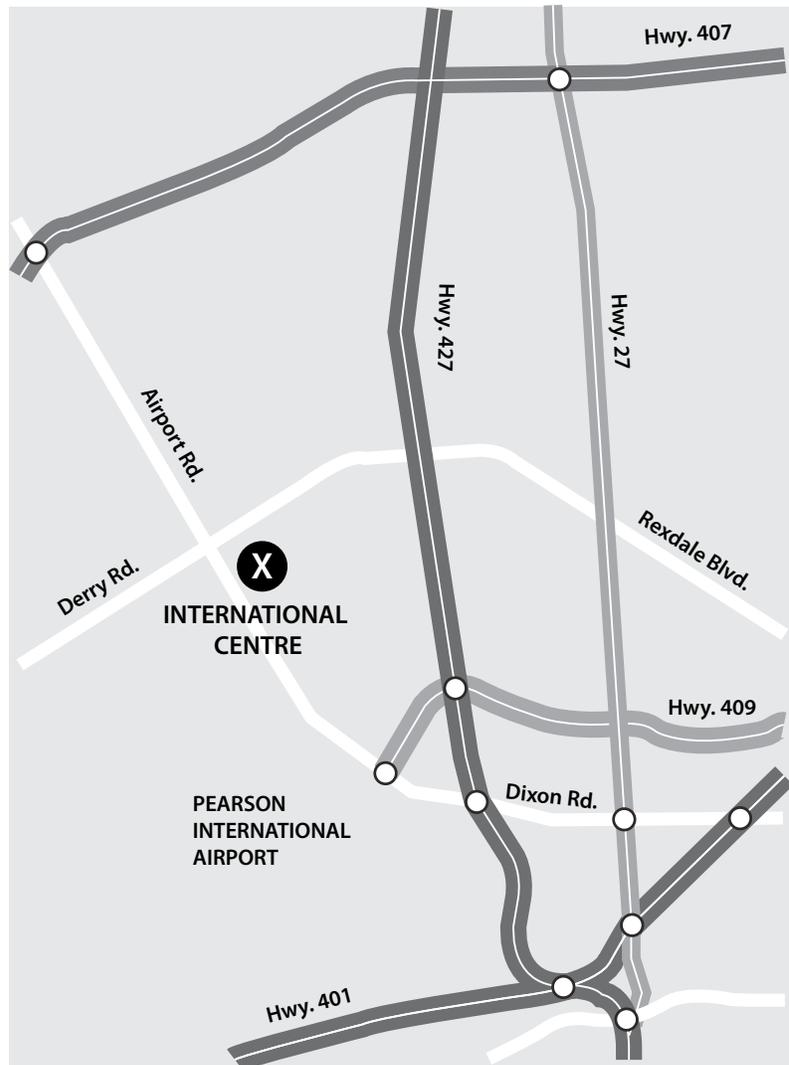 Hwy. 407
Hwy. 427
Hwy. 27
Airport Rd.
Derry Rd.
X
INTERNATIONAL
CENTRE
Rexdale Blvd.
Hwy. 409
Dixon Rd.
PEARSON
INTERNATIONAL
AIRPORT
Hwy. 401